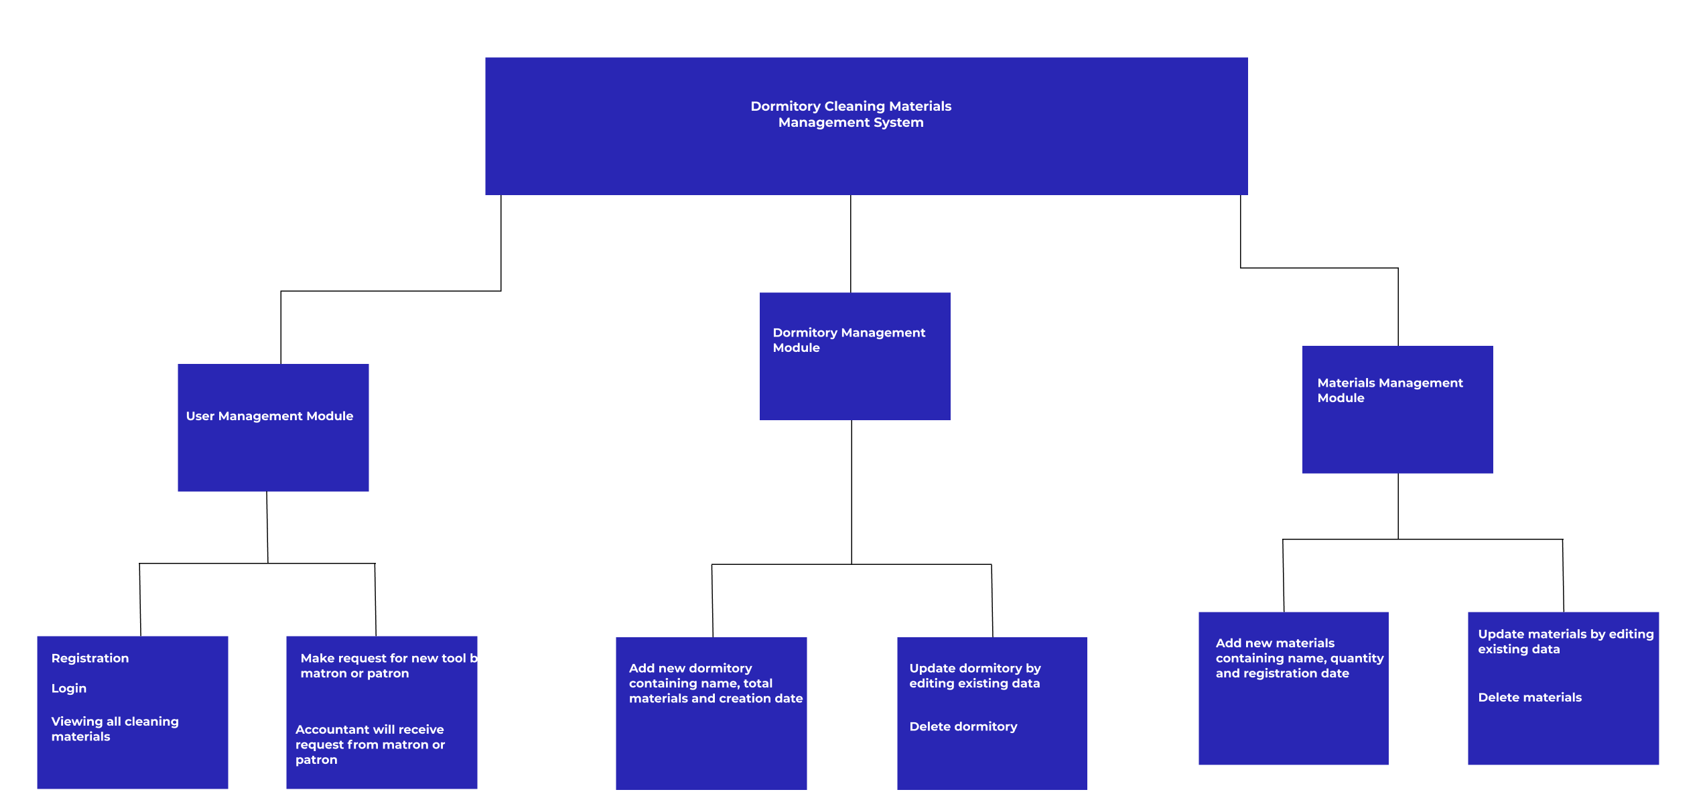 Dormitory Cleaning Materials
Management System
Dormitory Management
Module
Materials Management
Module
User Management Module
Registration
Login
Viewing all cleaning
materials
Make request for new tool b
matron or patron
Accountant will receive
request from matron or
patron
Add new dormitory
containing name, total
materials and creation date
Update dormitory by
editing existing data
Delete dormitory
Add new materials
containing name, quantity
and registration date
Update materials by editing
existing data
Delete materials